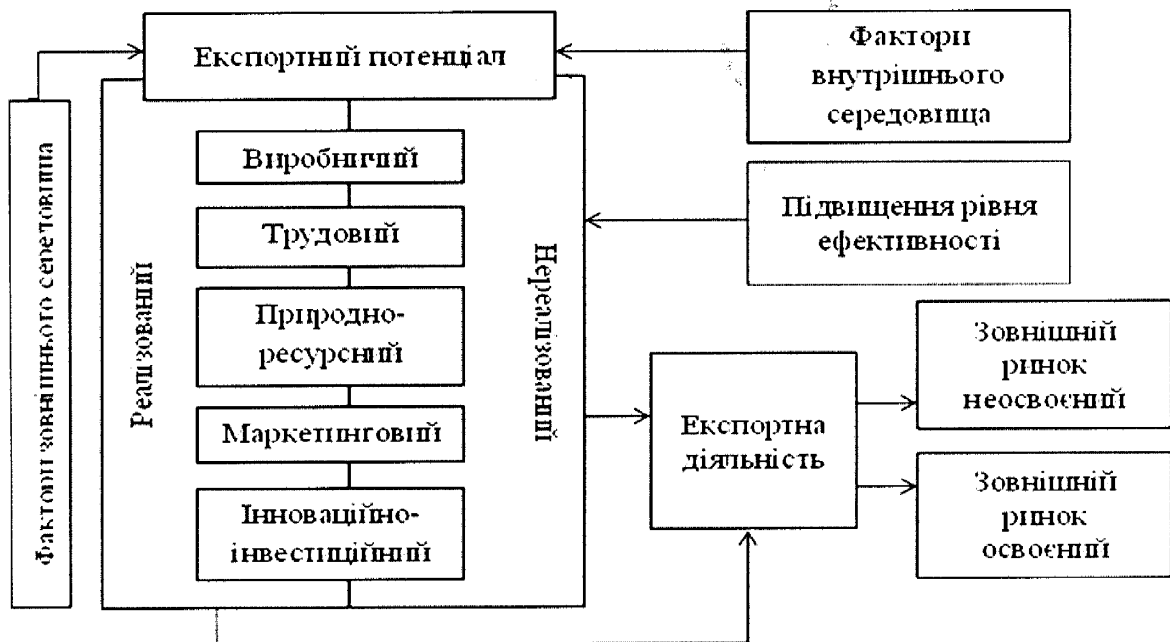 Експортний потенціал
Фактори
внутрішнього
середовища
Виробничий
Трудовий
Природно-
ресурсний
Маркетинговий
Інноваційно-
інвестиційний
Реалізований
Нереалізований
Фактори зовнішнього середовища
Підвищення рівня
ефективності
Експортна
діяльність
Зовнішній
ринок
неосвоєний
Зовнішній
ринок
освоєний